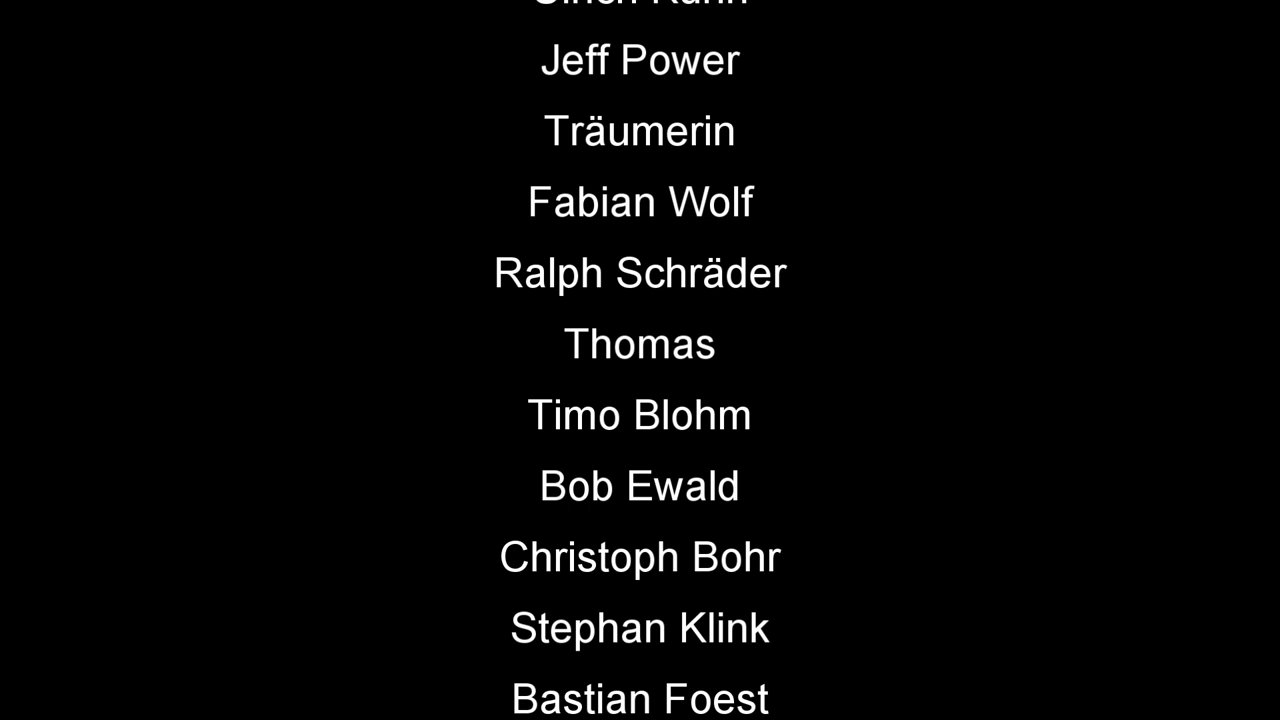 Jeff Power
Träumerin
Fabian Wolf
Ralph Schräder
Thomas
Timo Blohm
Bob Ewald
Christoph Bohr
Stephan Klink
Bastian Foest